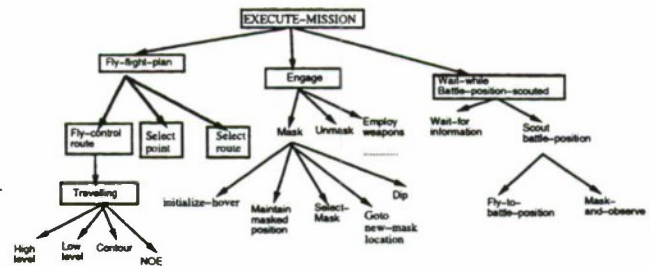 EXECUTE-MISSION
Fly-flight-plan
Engage
Wait-while
Battle-position-scouted
Fly-control
route
Select
point
Select
route
Mask
Unmask
Employ
weapons
Wait-for
information
Scout
battle-position
Travelling
initialize-hover
Maintain
masked
position
Select-
Mask
Goto
new-mask
location
Dip
Fly-to-
battle-position
Mask-
and-observe
High
level
Low
level
Contour
NOE